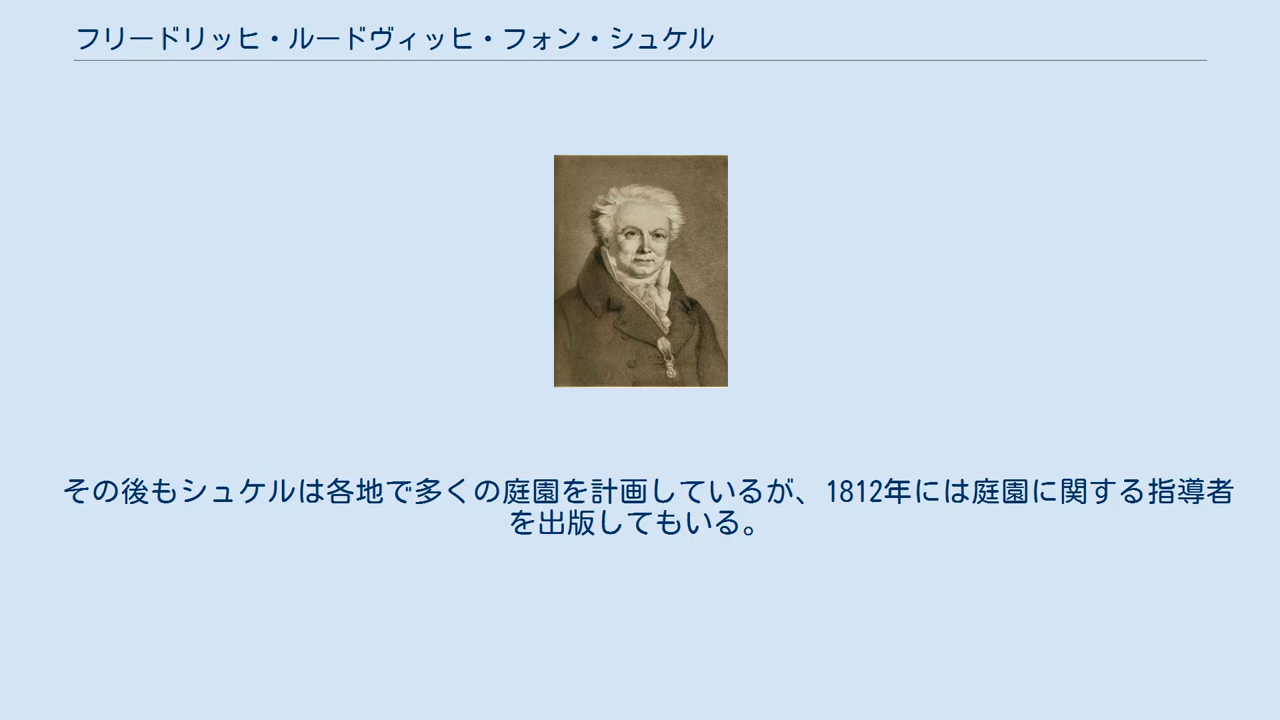 フリードリッヒ・ルードヴィッヒ・フォン・シュケル
その後もシュケルは各地で多くの庭園を計画しているが、1812年には庭園に関する指導者
を出版してもいる。